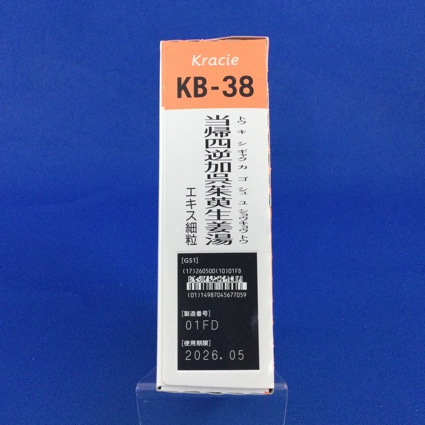 Kracie
KB-38
トウキシギャクカゴシュユショウキョウトウ
当帰四逆加呉茱萸生姜湯
エキス細粒
[GS1]
(17)260500(10)01FD
(01)14987045677059
[製造番号]
01FD
[使用期限]
2026.05